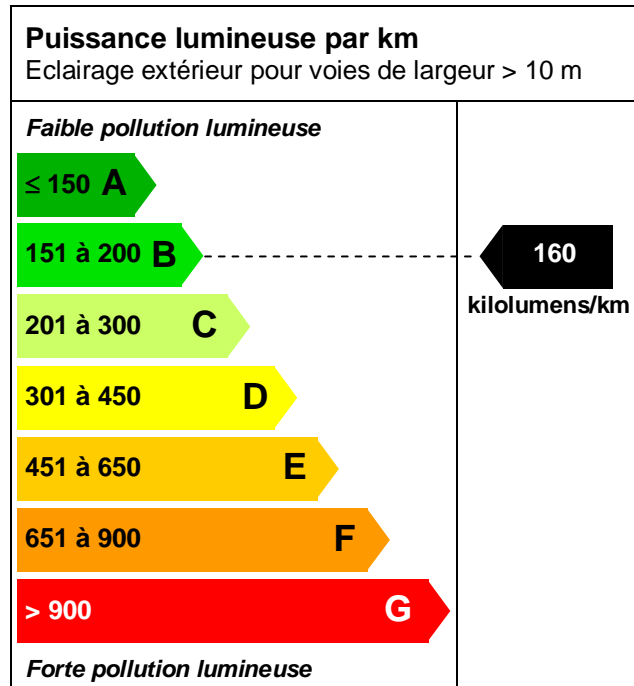 Puissance lumineuse par km
Eclairage extérieur pour voies de largeur > 10 m
Faible pollution lumineuse
≤ 150 A
151 à 200 B
160
kilolumens/km
201 à 300 C
301 à 450 D
451 à 650 E
651 à 900 F
> 900 G
Forte pollution lumineuse